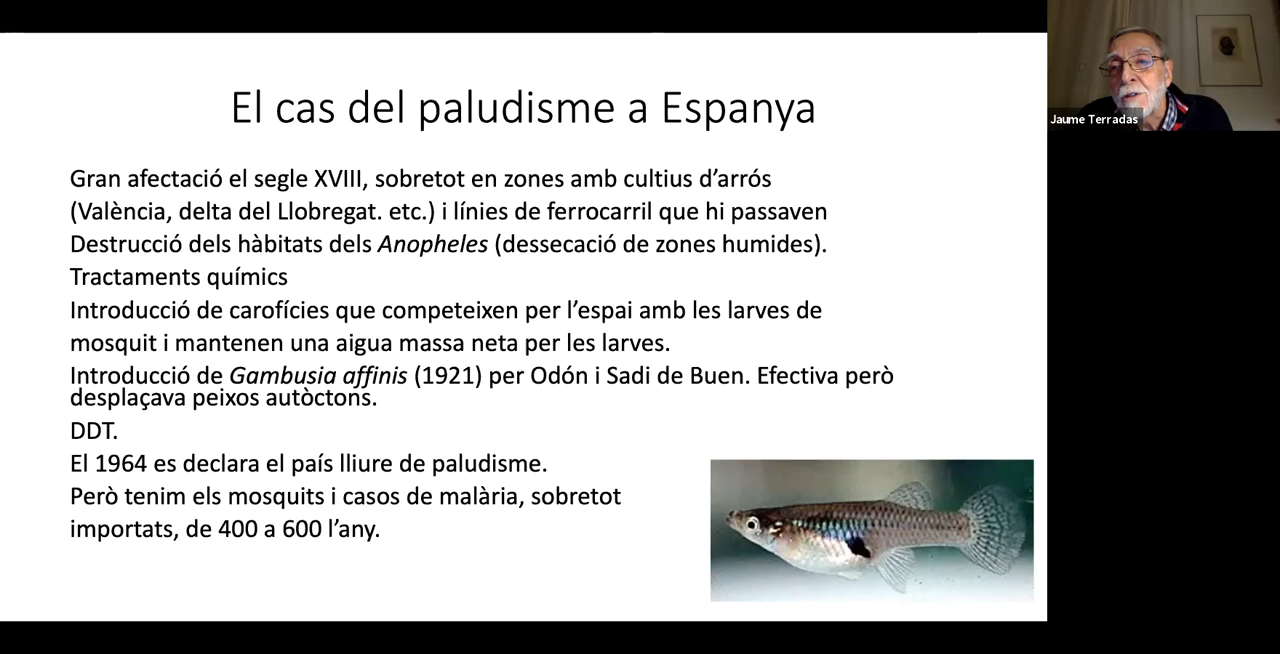 El cas del paludisme a Espanya
Gran afectació el segle XVIII, sobretot en zones amb cultius d’arrós
(València, delta del Llobregat. etc.) i línies de ferrocarril que hi passaven
Destrucció dels hàbitats dels Anopheles (dessecació de zones humides).
Tractaments químics
Introducció de carofícies que competeixen per l’espai amb les larves de
mosquit i mantenen una aigua massa neta per les larves.
Introducció de Gambusia affinis (1921) per Odón i Sadi de Buen. Efectiva però
desplaçava peixos autòctons.
DDT.
El 1964 es declara el país lliure de paludisme.
Però tenim els mosquits i casos de malària, sobretot
importats, de 400 a 600 l’any.
Jaume Terradas